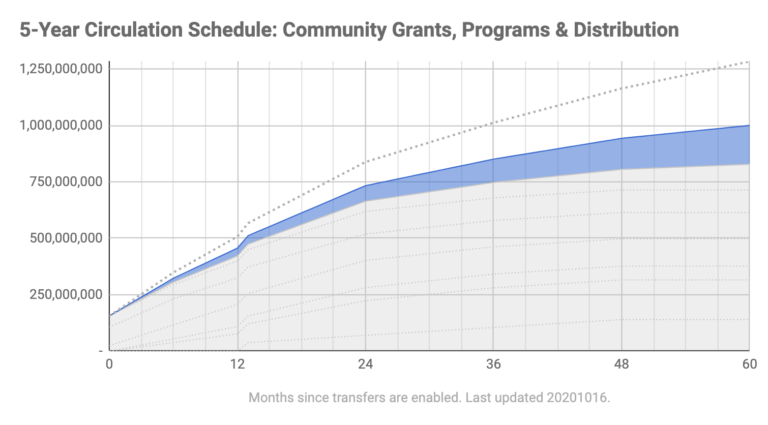 5-Year Circulation Schedule: Community Grants, Programs & Distribution
1,250,000,000
1,000,000,000
750,000,000
500,000,000
250,000,000
-
0 12 24 36 48 60
Months since transfers are enabled. Last updated 20201016.